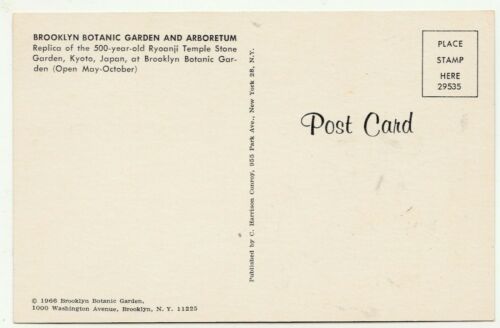 BROOKLYN BOTANIC GARDEN AND ARBORETUM
Replica of the 500-year-old Ryoanji Temple Stone
Garden, Kyoto, Japan, at Brooklyn Botanic Gar-
den (Open May-October)
© 1966 Brooklyn Botanic Garden,
1000 Washington Avenue, Brooklyn, N. Y. 11225
Published by C. Harrison Conroy, 955 Park Ave., New York 28, N.Y.
Post Card
PLACE
STAMP
HERE
29535